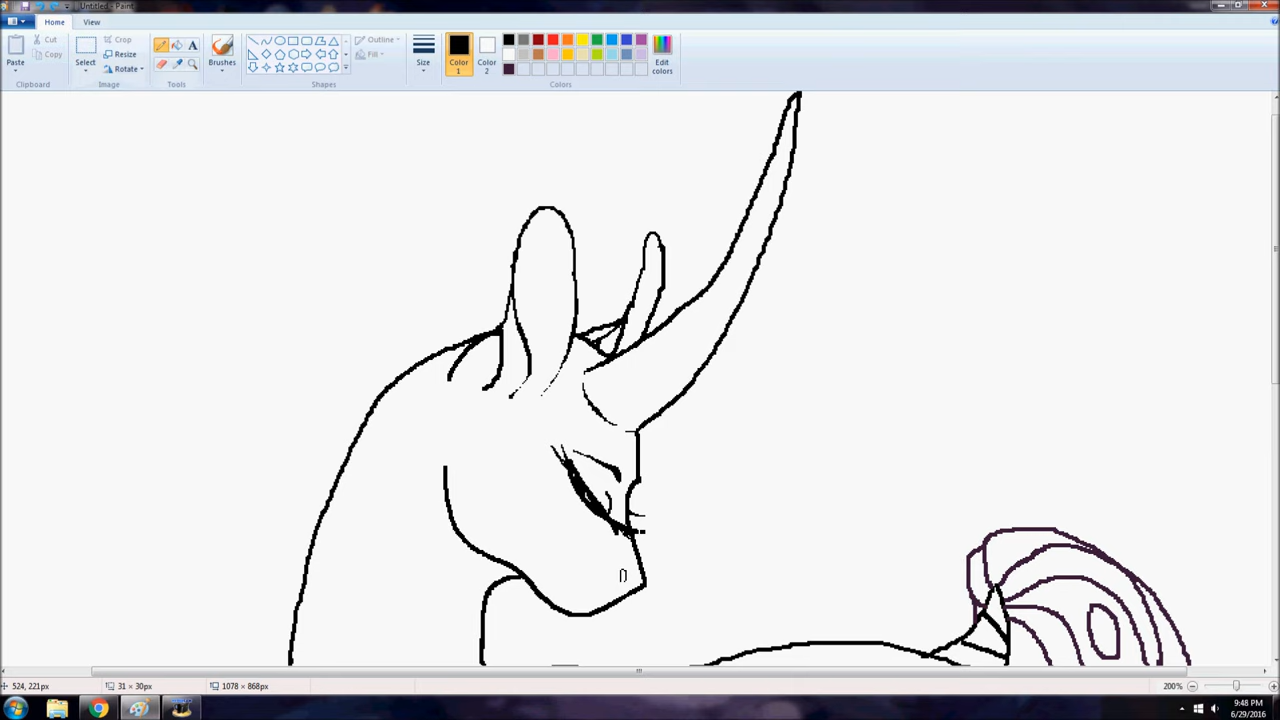 Untitled - Paint
Home View
Paste
Cut
Copy
Clipboard
Select
Crop
Resize
Rotate
Image
A
Tools
Brushes
Outline
Fill
Shapes
Size
Color 1
Color 2
Edit colors
Colors
524, 221px
31 × 30px
1078 × 868px
200%
9:48 PM
6/29/2016